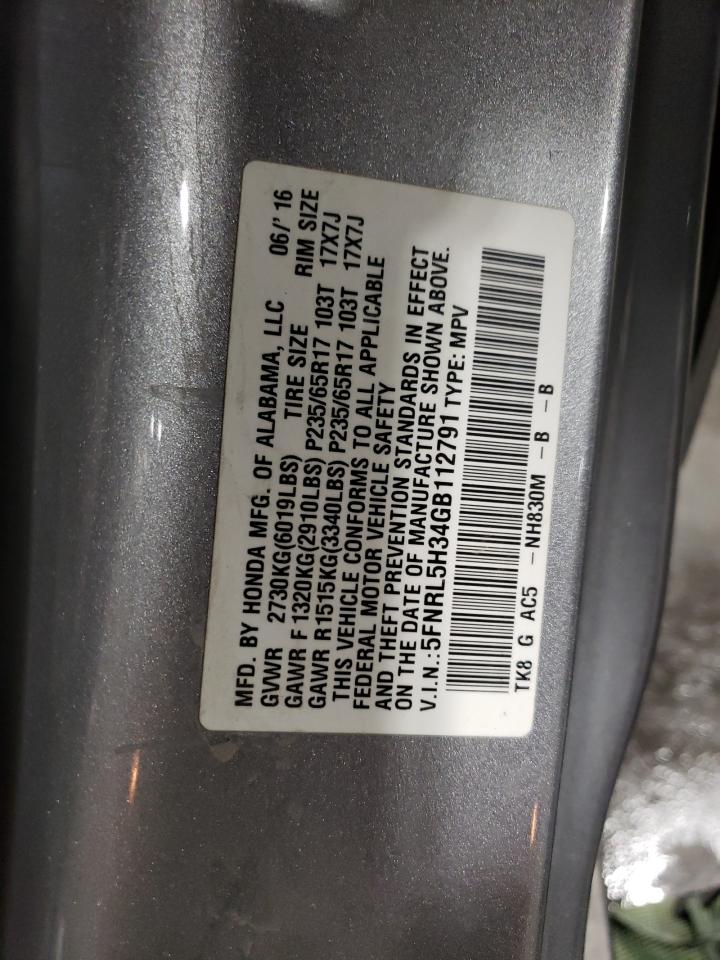 MFD. BY HONDA MFG. OF ALABAMA, LLC 06/' 16
GVWR 2730KG(6019LBS) TIRE SIZE RIM SIZE
GAWR F 1320KG(2910LBS) P235/65R17 103T 17X7J
GAWR R1515KG(3340LBS) P235/65R17 103T 17X7J
THIS VEHICLE CONFORMS TO ALL APPLICABLE
FEDERAL MOTOR VEHICLE SAFETY
AND THEFT PREVENTION STANDARDS IN EFFECT
ON THE DATE OF MANUFACTURE SHOWN ABOVE.
V.I.N.:5FNRL5H34GB112791 TYPE: MPV
TK8 G AC5 -NH830M -B -B